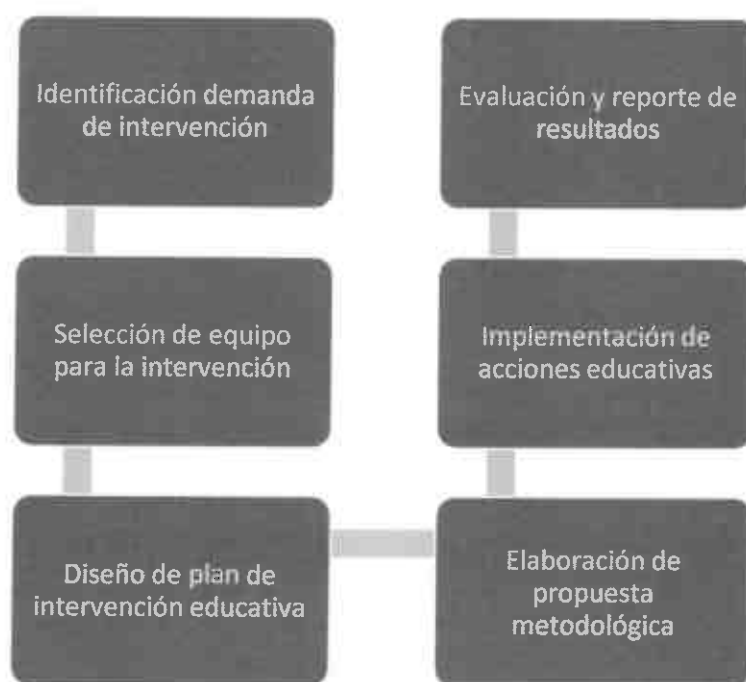 Identificación demanda
de intervención
Selección de equipo
para la intervención
Diseño de plan de
intervención educativa
Elaboración de
propuesta
metodológica
Implementación de
acciones educativas
Evaluación y reporte de
resultados